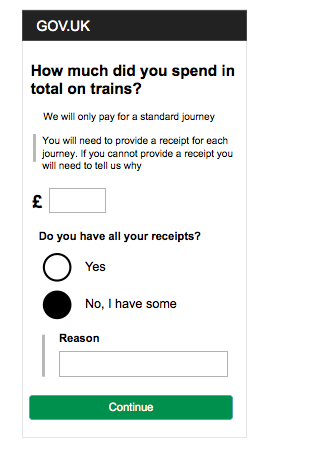 GOV.UK
How much did you spend in
total on trains?
We will only pay for a standard journey
You will need to provide a receipt for each
journey. If you cannot provide a receipt you
will need to tell us why
£
Do you have all your receipts?
Yes
No, I have some
Reason
Continue